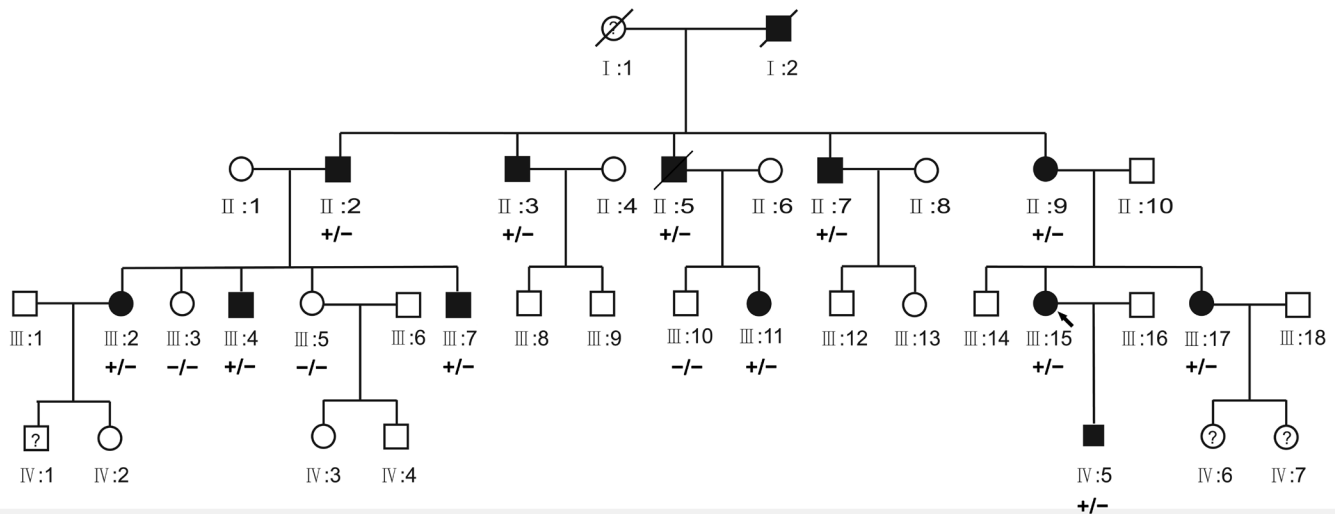 ?
Ⅰ:1 Ⅰ:2
Ⅱ:1 Ⅱ:2 Ⅱ:3 Ⅱ:4 Ⅱ:5 Ⅱ:6 Ⅱ:7 Ⅱ:8 Ⅱ:9 Ⅱ:10
+/− +/− +/− +/− +/−
Ⅲ:1 Ⅲ:2 Ⅲ:3 Ⅲ:4 Ⅲ:5 Ⅲ:6 Ⅲ:7 Ⅲ:8 Ⅲ:9 Ⅲ:10 Ⅲ:11 Ⅲ:12 Ⅲ:13 Ⅲ:14 Ⅲ:15 Ⅲ:16 Ⅲ:17 Ⅲ:18
+/− −/− +/− −/− +/− −/− +/− +/− +/−
? ? ?
Ⅳ:1 Ⅳ:2 Ⅳ:3 Ⅳ:4 Ⅳ:5 Ⅳ:6 Ⅳ:7
+/−